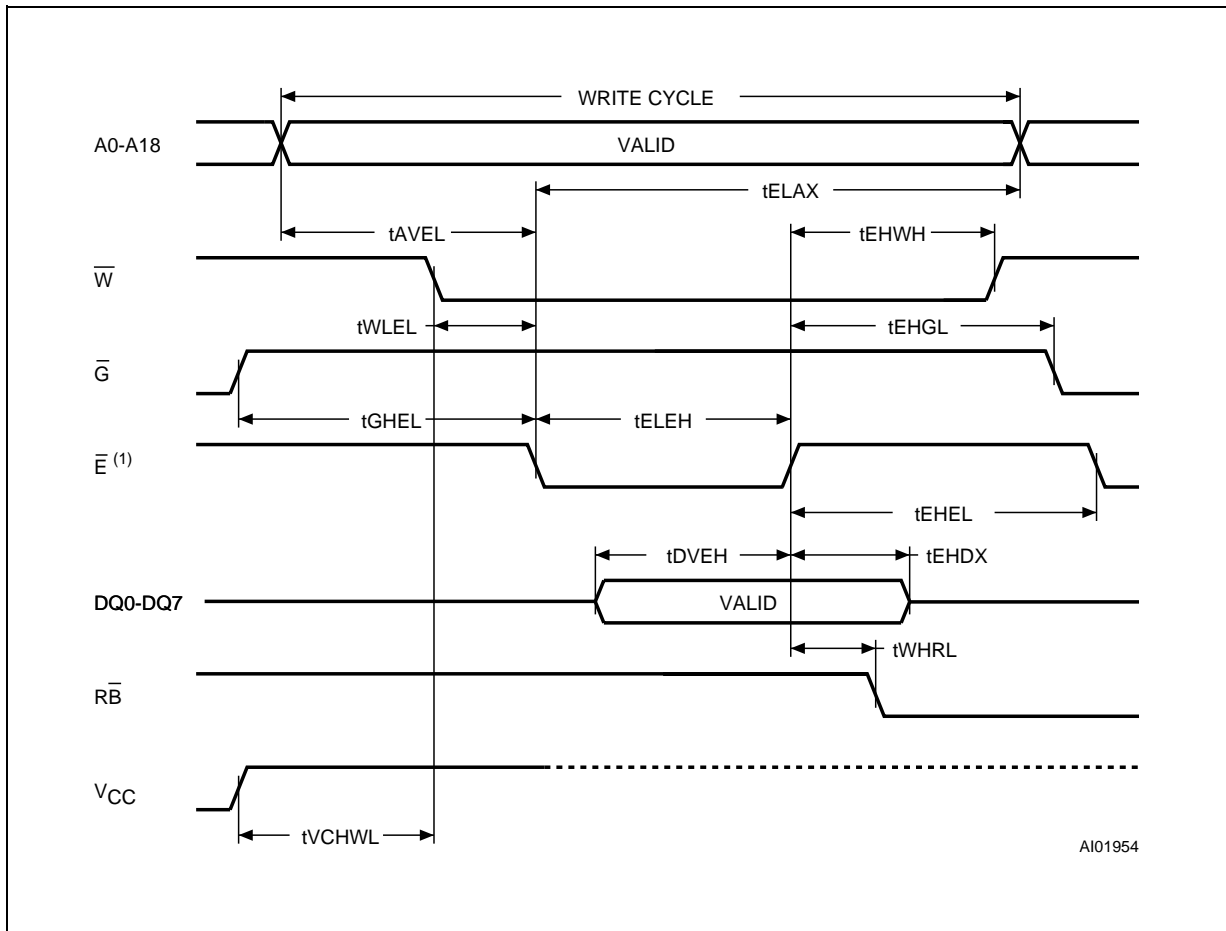 WRITE CYCLE
A0-A18
VALID
tELAX
tAVEL
tEHWH
W̅
tWLEL
tEHGL
G̅
tGHEL
tELEH
E̅ (1)
tEHEL
tDVEH
tEHDX
DQ0-DQ7
VALID
tWHRL
RB̅
VCC
tVCHWL
AI01954